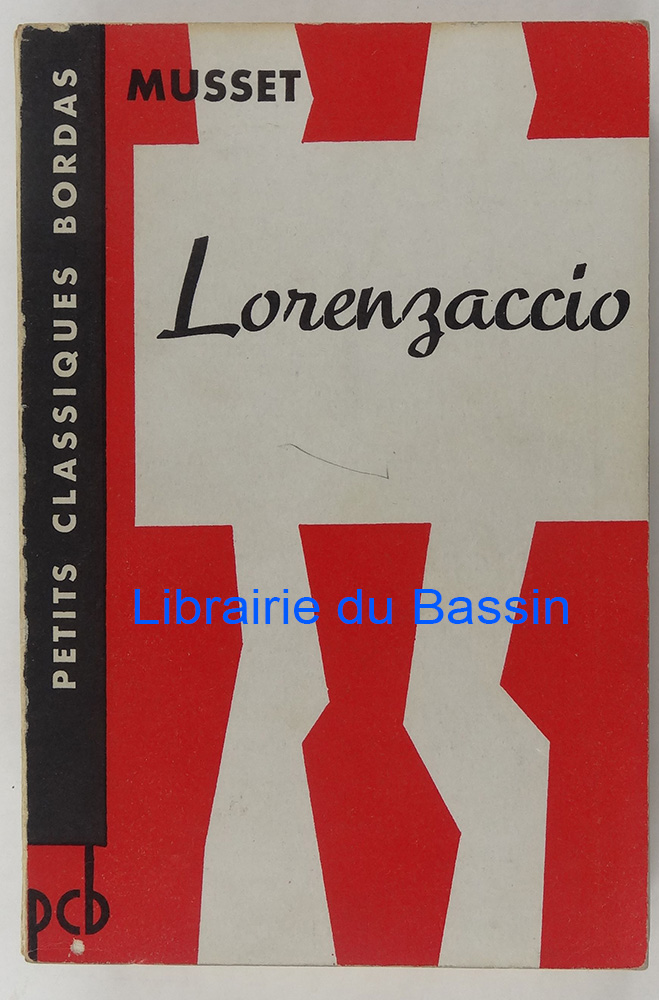 MUSSET
Lorenzaccio
PETITS CLASSIQUES BORDAS
Librairie du Bassin
pcb